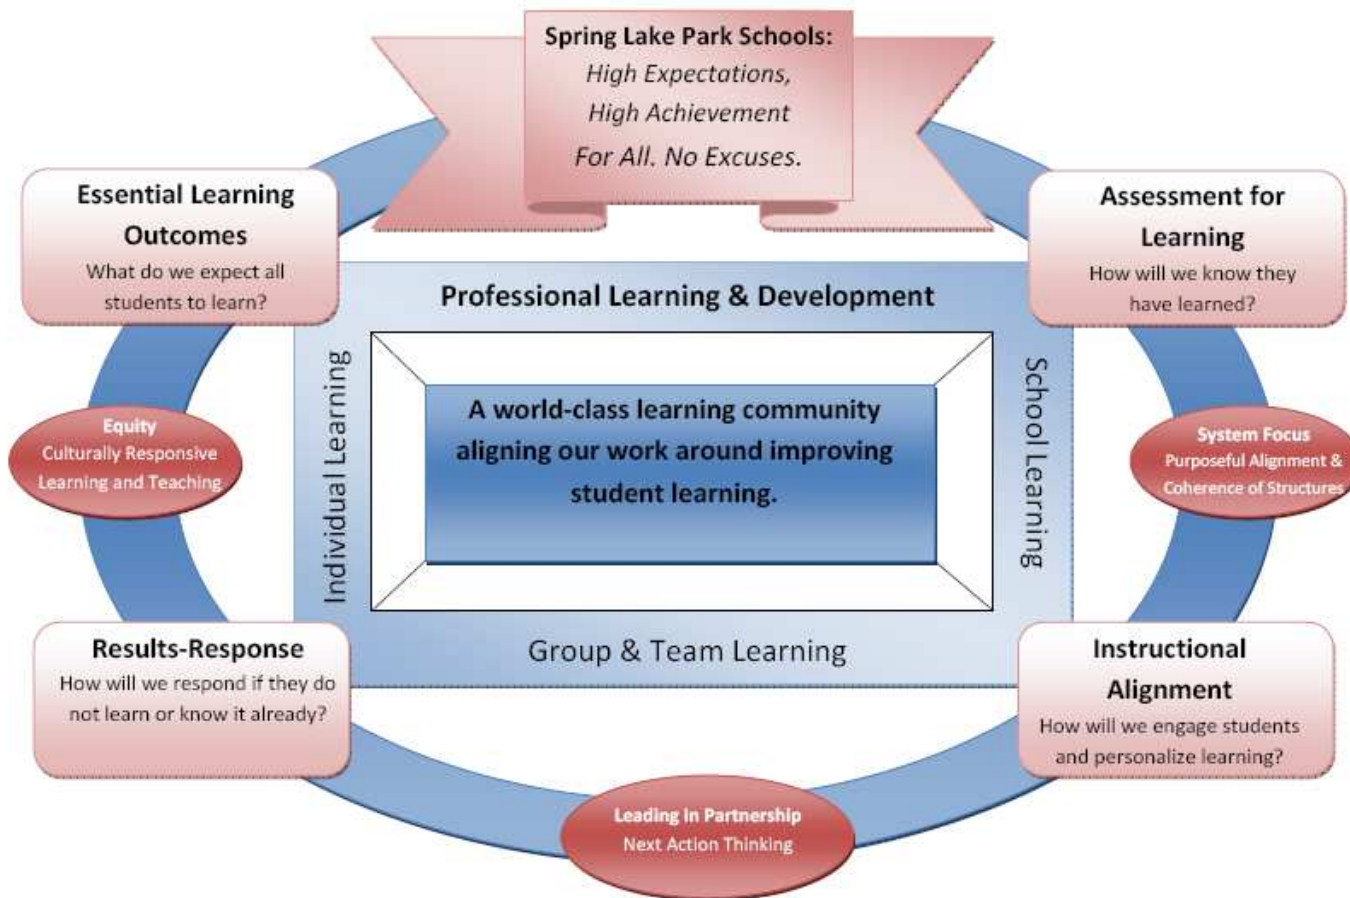 Spring Lake Park Schools:
High Expectations,
High Achievement
For All. No Excuses.
Essential Learning
Outcomes
What do we expect all
students to learn?
Assessment for
Learning
How will we know they
have learned?
Professional Learning & Development
Individual Learning
School Learning
A world-class learning community
aligning our work around improving
student learning.
Equity
Culturally Responsive
Learning and Teaching
System Focus
Purposeful Alignment &
Coherence of Structures
Group & Team Learning
Results-Response
How will we respond if they do
not learn or know it already?
Instructional
Alignment
How will we engage students
and personalize learning?
Leading in Partnership
Next Action Thinking